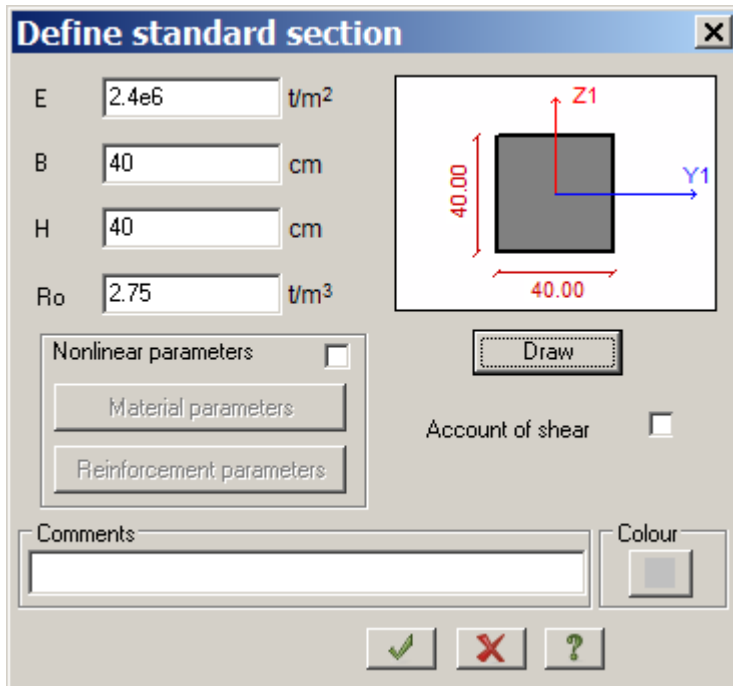 Define standard section
E 2.4e6 t/m²
B 40 cm
H 40 cm
Ro 2.75 t/m³
Z1
Y1
40.00
40.00
Nonlinear parameters
Material parameters
Reinforcement parameters
Draw
Account of shear
Comments
Colour
?